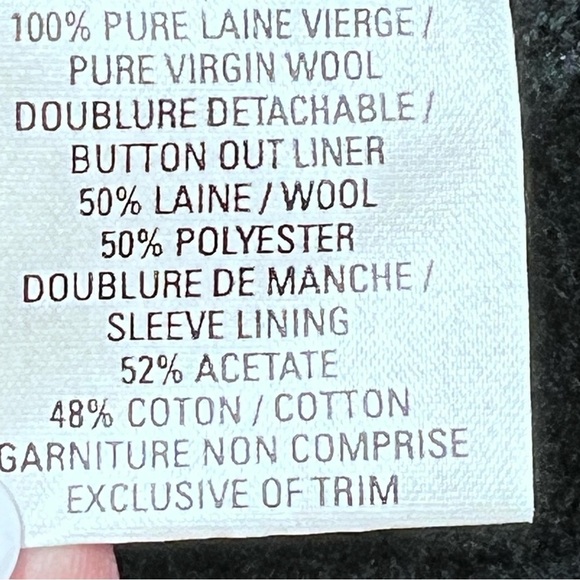 100% PURE LAINE VIERGE /
PURE VIRGIN WOOL
DOUBLURE DETACHABLE /
BUTTON OUT LINER
50% LAINE / WOOL
50% POLYESTER
DOUBLURE DE MANCHE /
SLEEVE LINING
52% ACETATE
48% COTON / COTTON
GARNITURE NON COMPRISE
EXCLUSIVE OF TRIM